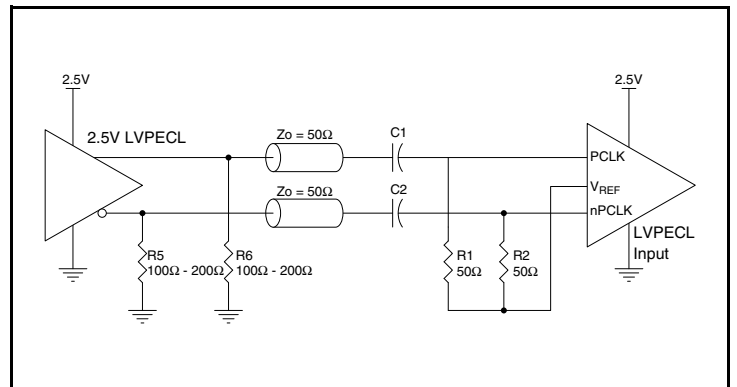 2.5V
2.5V
2.5V LVPECL
Zo = 50Ω
C1
PCLK
Zo = 50Ω
C2
VREF
nPCLK
LVPECL
Input
R5
100Ω - 200Ω
R6
100Ω - 200Ω
R1
50Ω
R2
50Ω